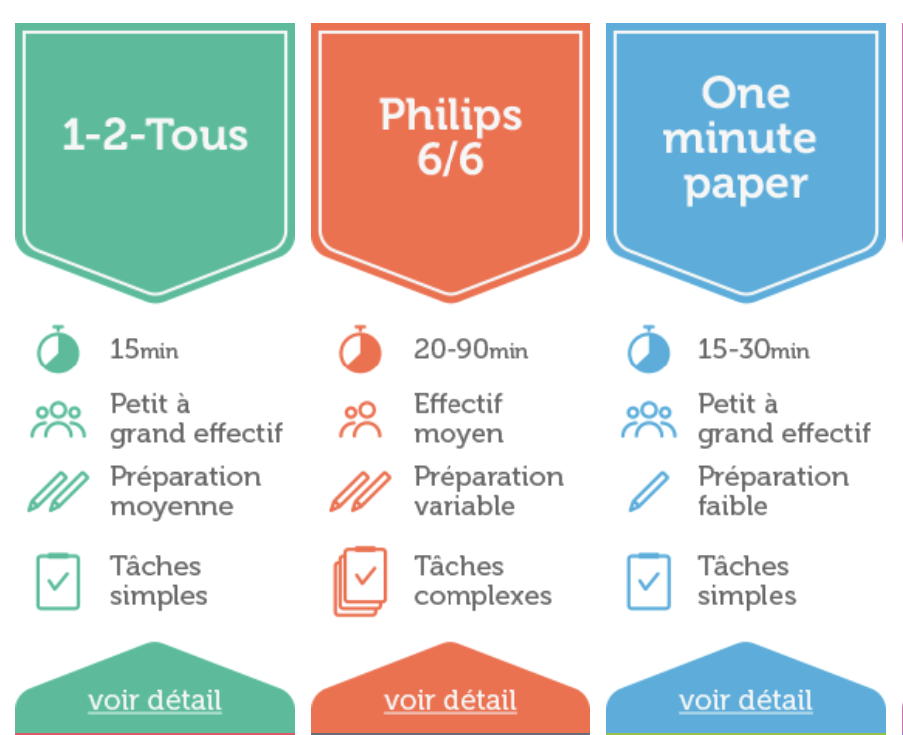 1-2-Tous
15min
Petit à
grand effectif
Préparation
moyenne
Tâches
simples
voir détail
Philips
6/6
20-90min
Effectif
moyen
Préparation
variable
Tâches
complexes
voir détail
One
minute
paper
15-30min
Petit à
grand effectif
Préparation
faible
Tâches
simples
voir détail